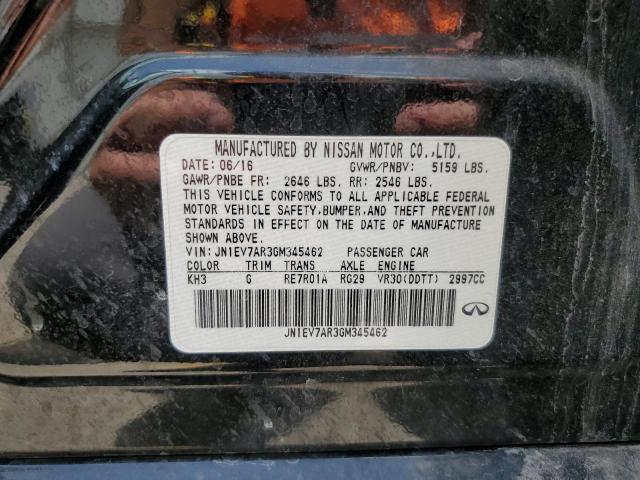 MANUFACTURED BY NISSAN MOTOR CO.,LTD.
DATE: 06/16 GVWR/PNBV: 5159 LBS.
GAWR/PNBE FR: 2646 LBS. RR: 2546 LBS.
THIS VEHICLE CONFORMS TO ALL APPLICABLE FEDERAL
MOTOR VEHICLE SAFETY,BUMPER,AND THEFT PREVENTION
STANDARDS IN EFFECT ON THE DATE OF MANUFACTURE
SHOWN ABOVE.
VIN: JN1EV7AR3GM345462 PASSENGER CAR
COLOR TRIM TRANS AXLE ENGINE
KH3 G RE7R01A RG29 VR30(DDTT) 2997CC
JN1EV7AR3GM345462